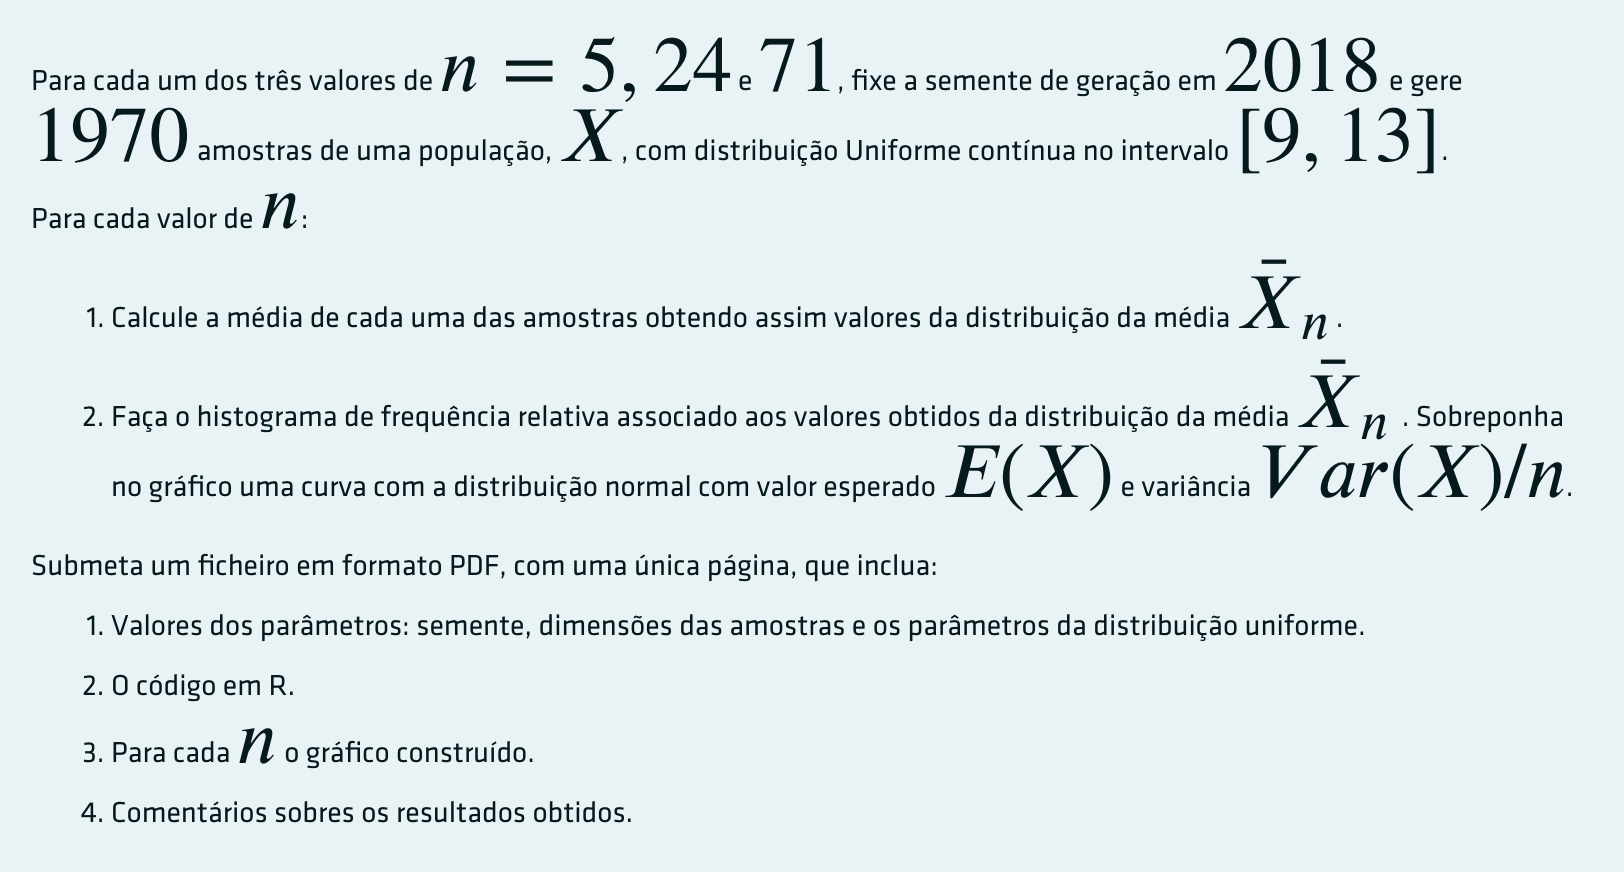 Para cada um dos três valores de n = 5, 24 e 71, fixe a semente de geração em 2018 e gere
1970 amostras de uma população, X, com distribuição Uniforme contínua no intervalo [9, 13].
Para cada valor de n:
1. Calcule a média de cada uma das amostras obtendo assim valores da distribuição da média X̄ₙ.
2. Faça o histograma de frequência relativa associado aos valores obtidos da distribuição da média X̄ₙ. Sobreponha
no gráfico uma curva com a distribuição normal com valor esperado E(X) e variância Var(X)/n.
Submeta um ficheiro em formato PDF, com uma única página, que inclua:
1. Valores dos parâmetros: semente, dimensões das amostras e os parâmetros da distribuição uniforme.
2. O código em R.
3. Para cada n o gráfico construído.
4. Comentários sobres os resultados obtidos.